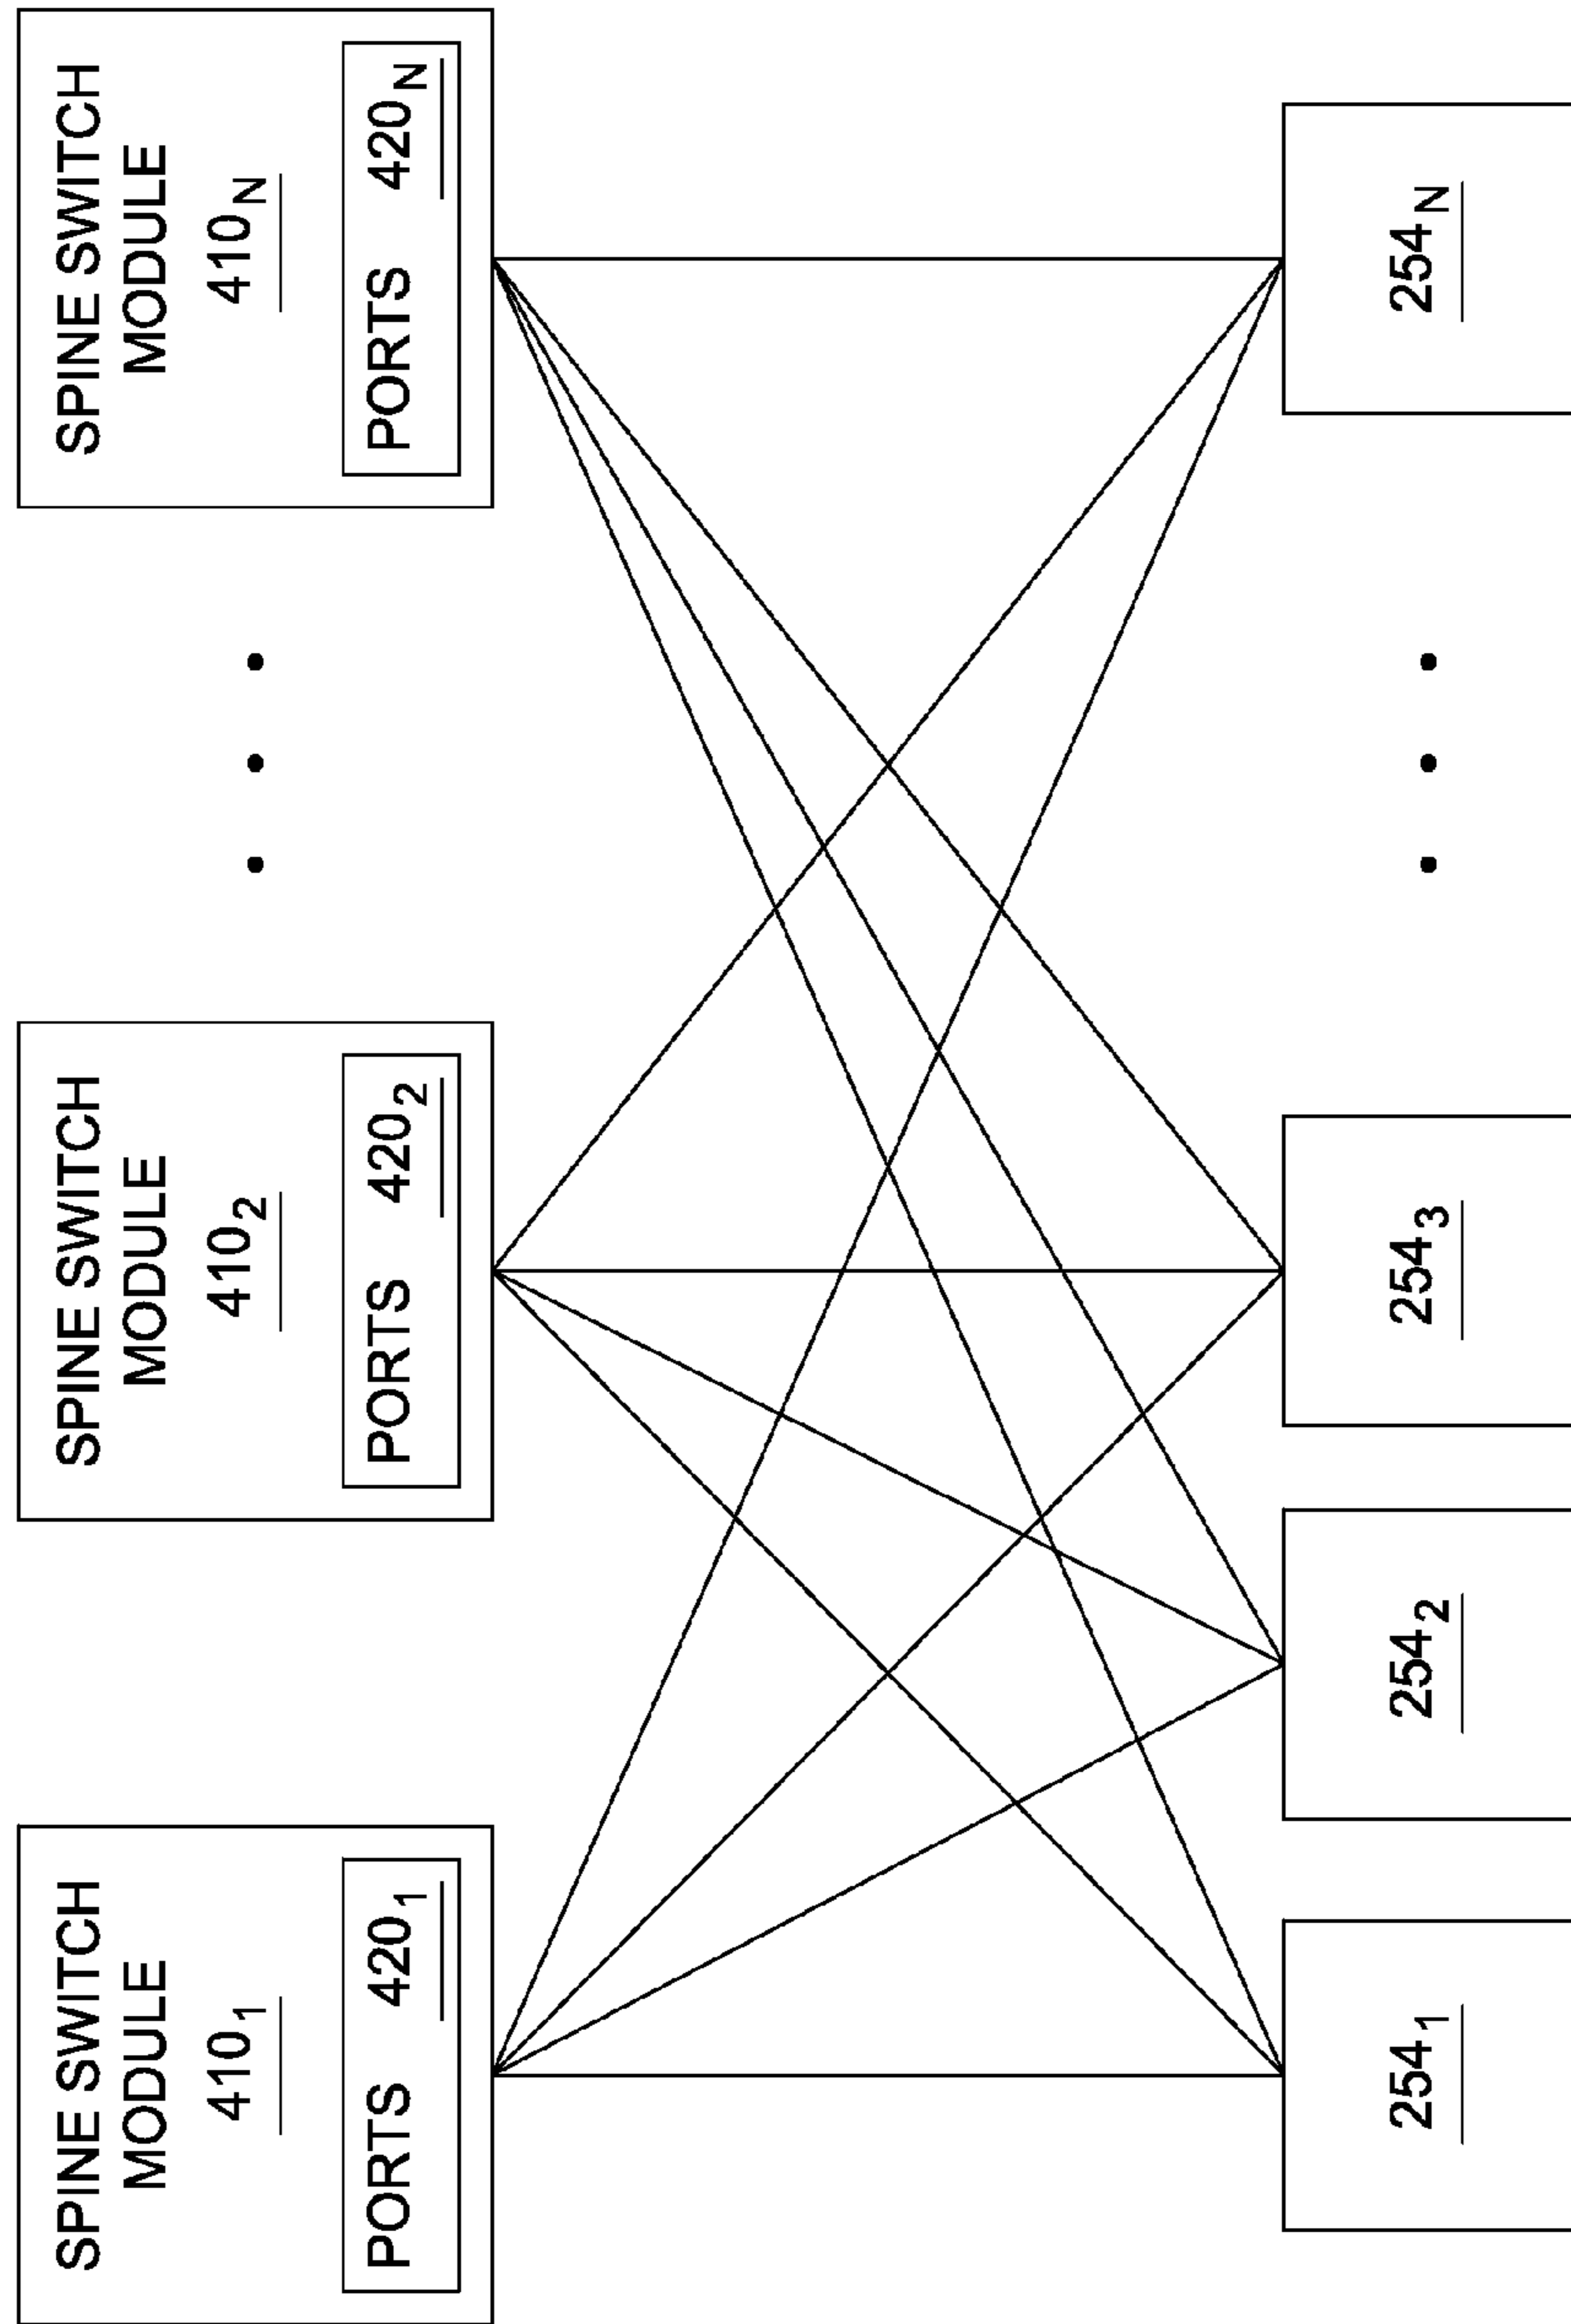 SPINE SWITCH
MODULE
410₁
PORTS 420₁
SPINE SWITCH
MODULE
410₂
PORTS 420₂
SPINE SWITCH
MODULE
410N
PORTS 420N
254₁
254₂
254₃
254N